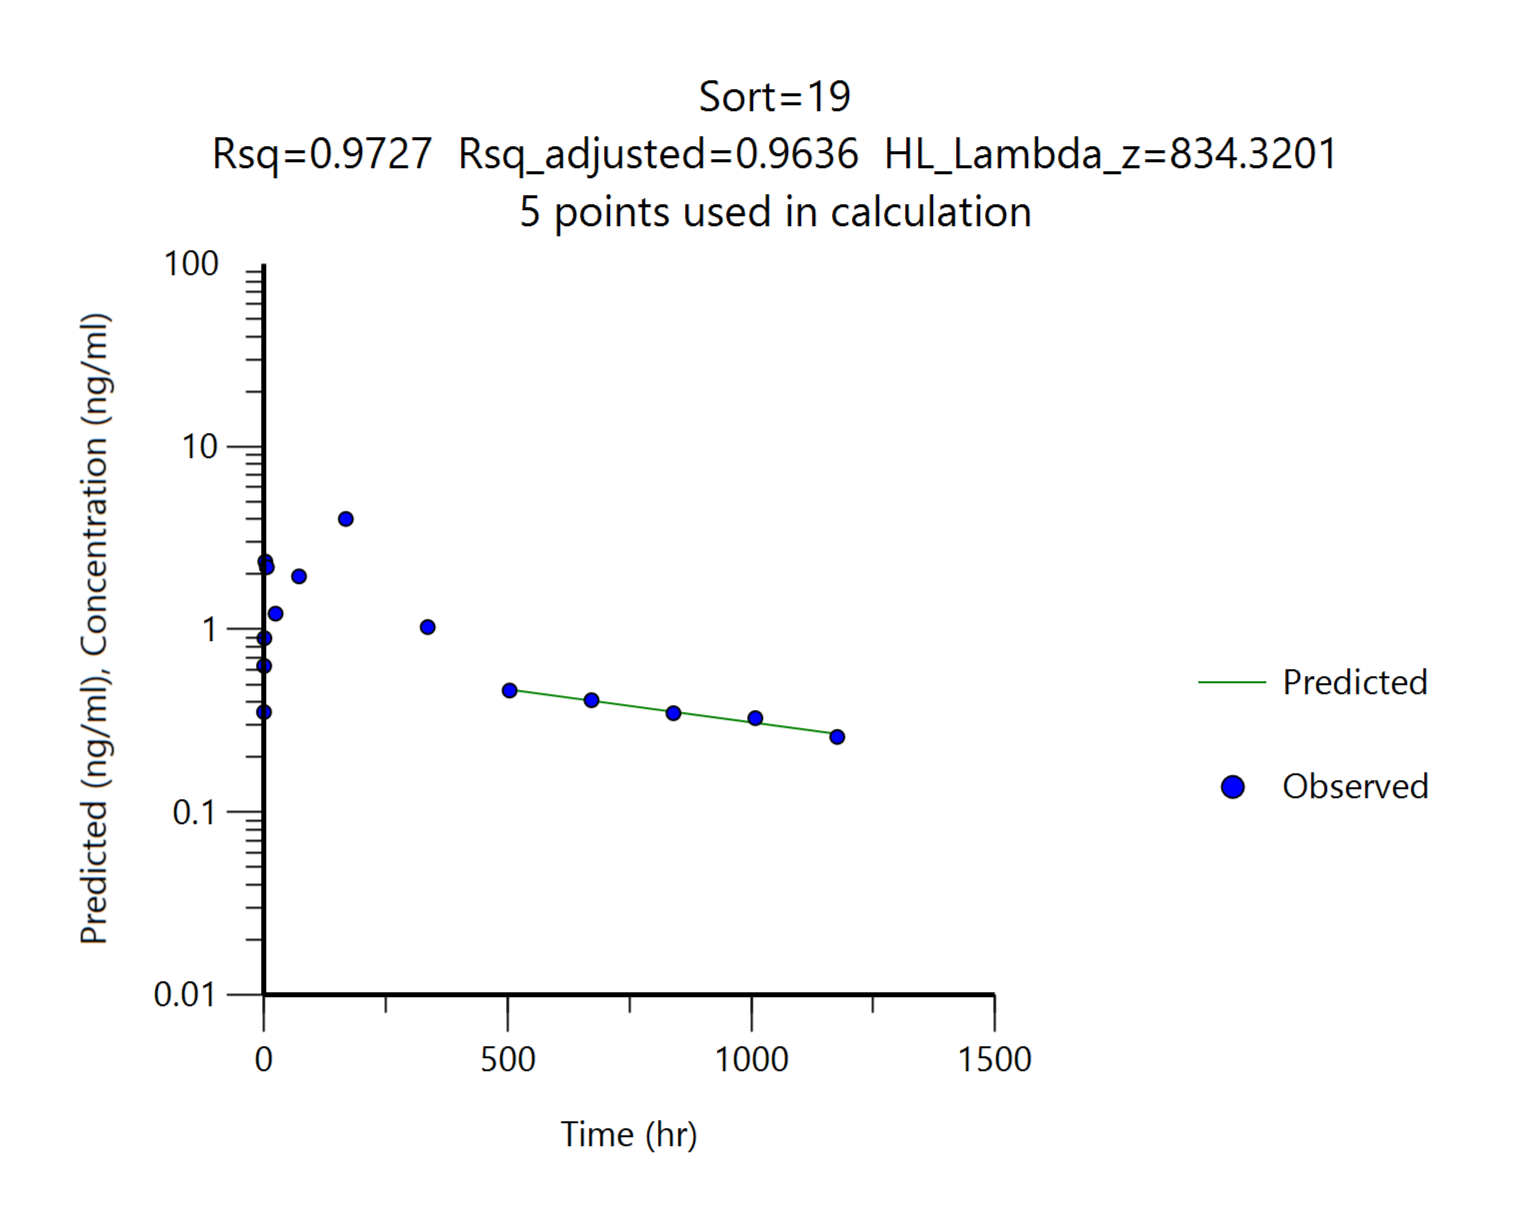 Sort=19
Rsq=0.9727 Rsq_adjusted=0.9636 HL_Lambda_z=834.3201
5 points used in calculation
100
10
1
0.1
0.01
Predicted (ng/ml), Concentration (ng/ml)
0 500 1000 1500
Time (hr)
Predicted
Observed